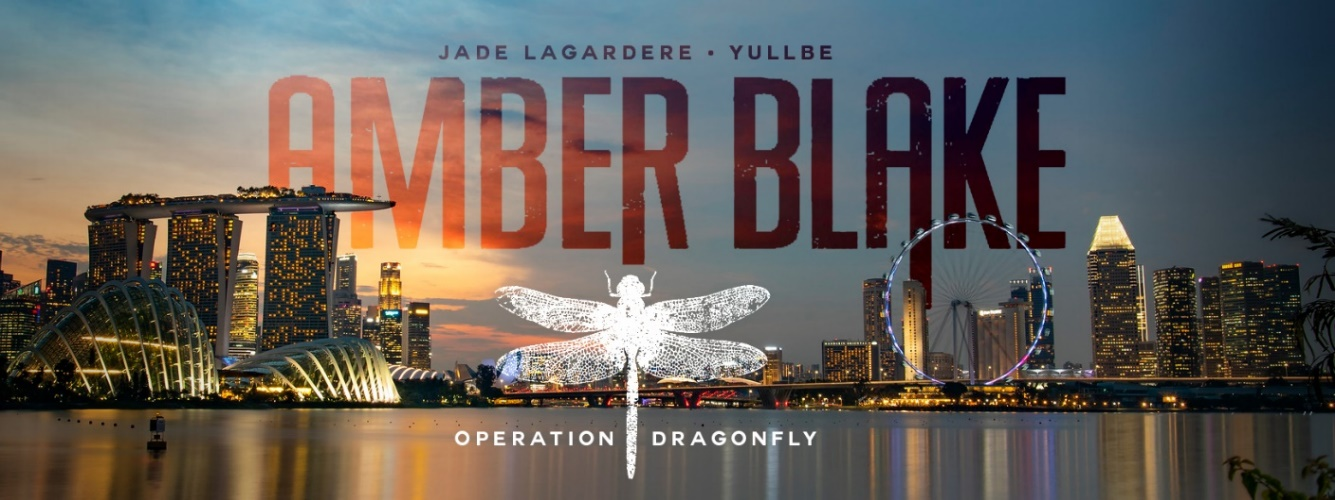 JADE LAGARDERE • YULLBE
AMBER BLAKE
OPERATION DRAGONFLY